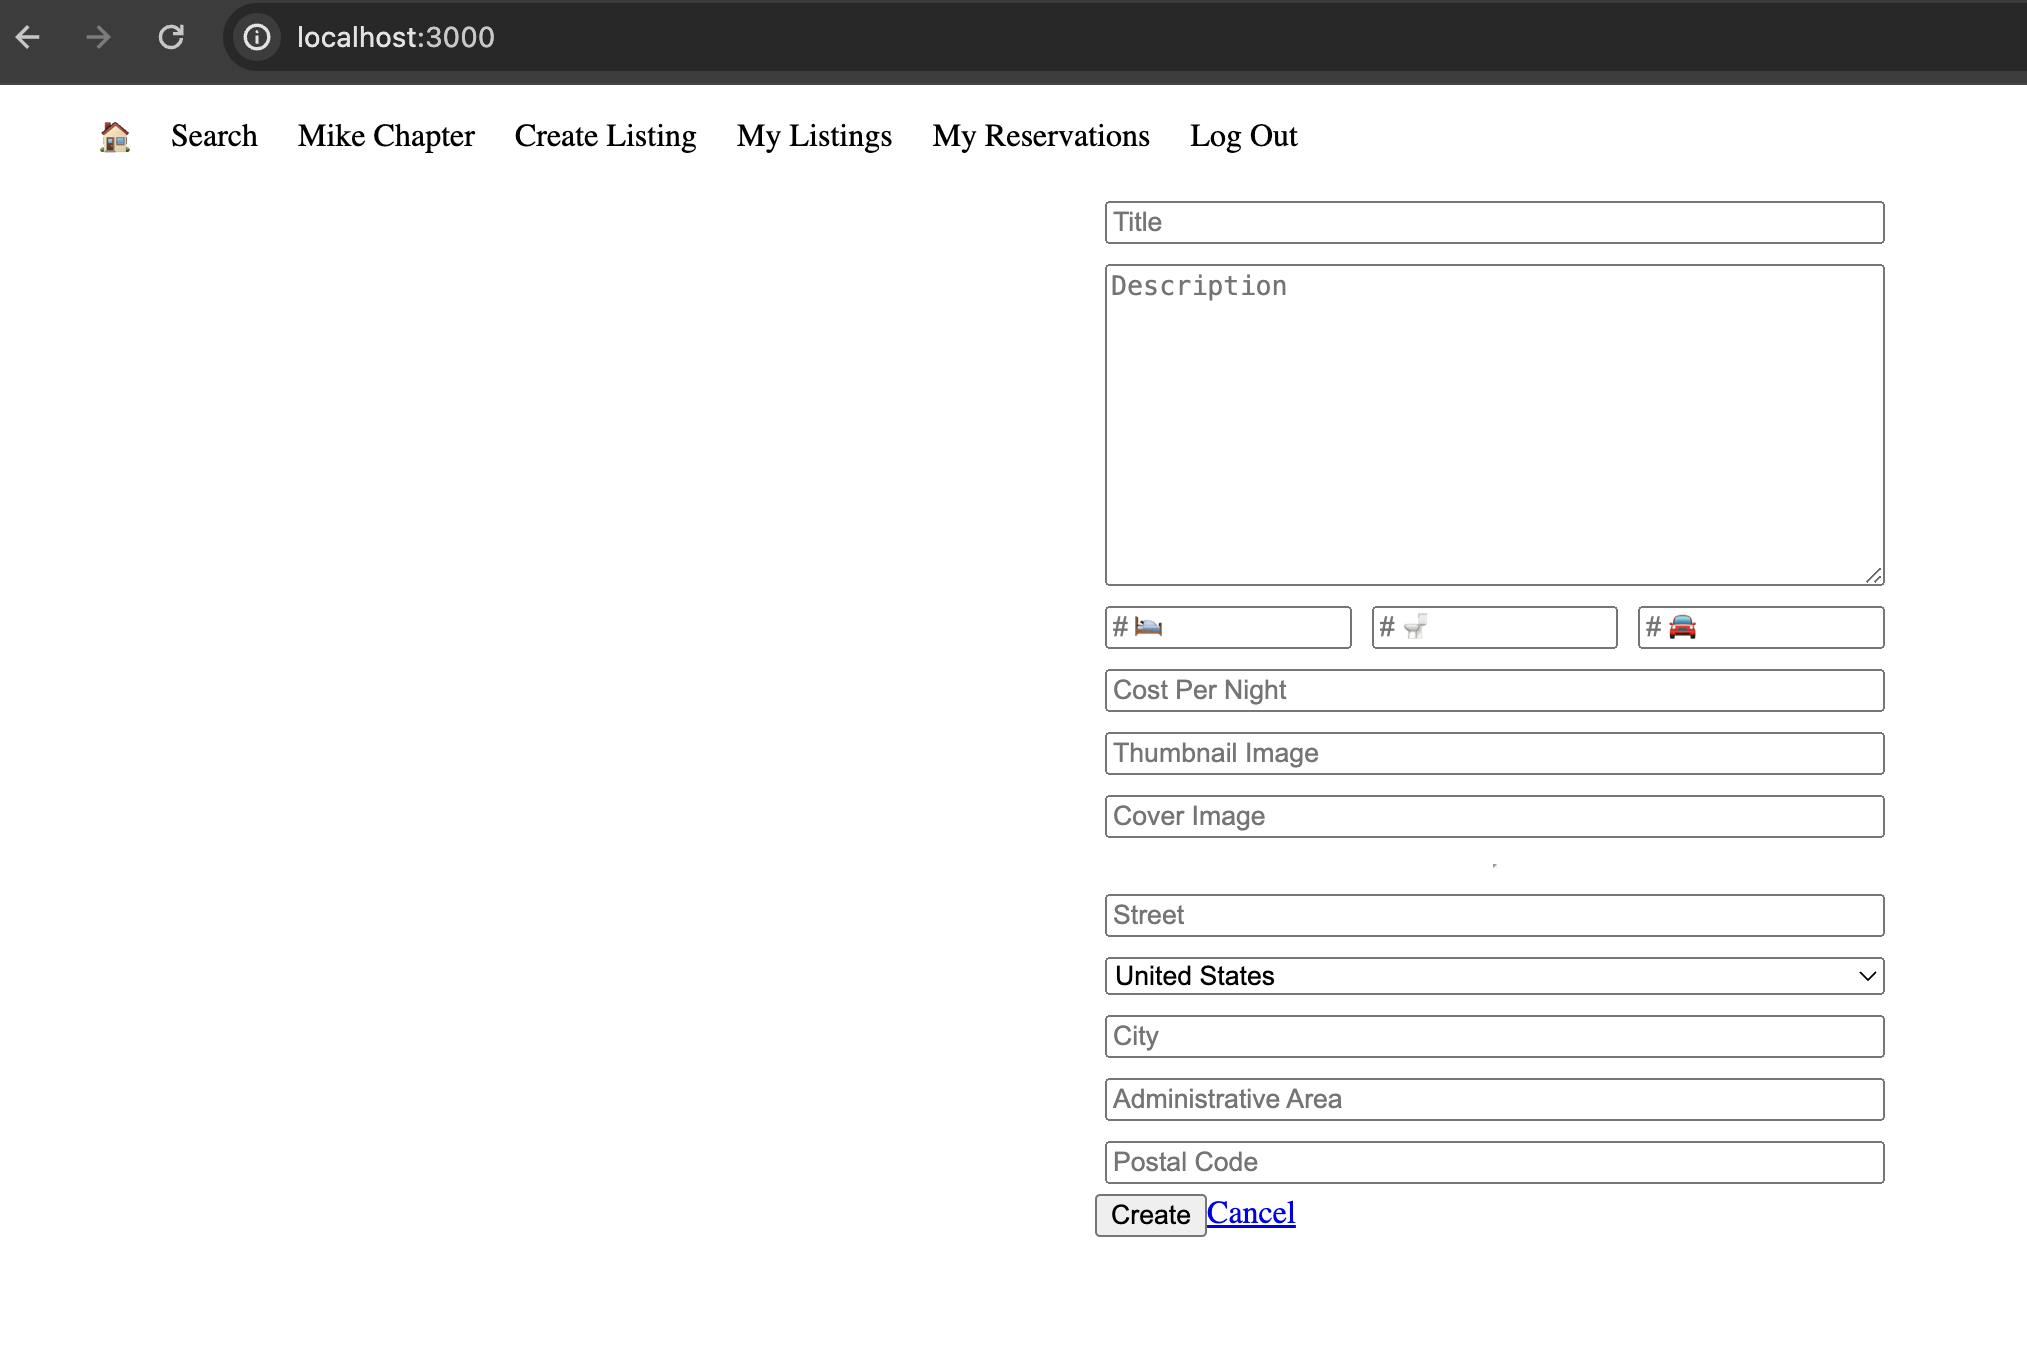 localhost:3000
🏠 Search Mike Chapter Create Listing My Listings My Reservations Log Out
Title
Description
# 🛌 # 🚽 # 🚘
Cost Per Night
Thumbnail Image
Cover Image
Street
United States
City
Administrative Area
Postal Code
Create Cancel